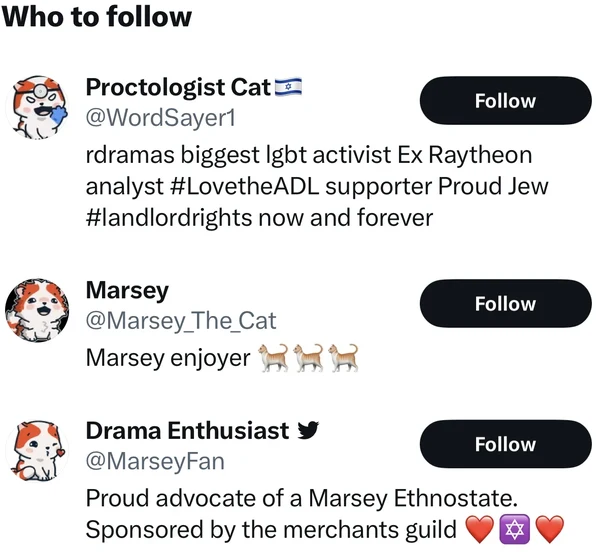 Who to follow
Proctologist Cat🇮🇱
Follow
@WordSayer1
rdramas biggest lgbt activist Ex Raytheon
analyst #LovetheADL supporter Proud Jew
#landlordrights now and forever
Marsey
Follow
@Marsey_The_Cat
Marsey enjoyer 🐈🐈🐈
Drama Enthusiast
Follow
@MarseyFan
Proud advocate of a Marsey Ethnostate.
Sponsored by the merchants guild ❤️🔯❤️